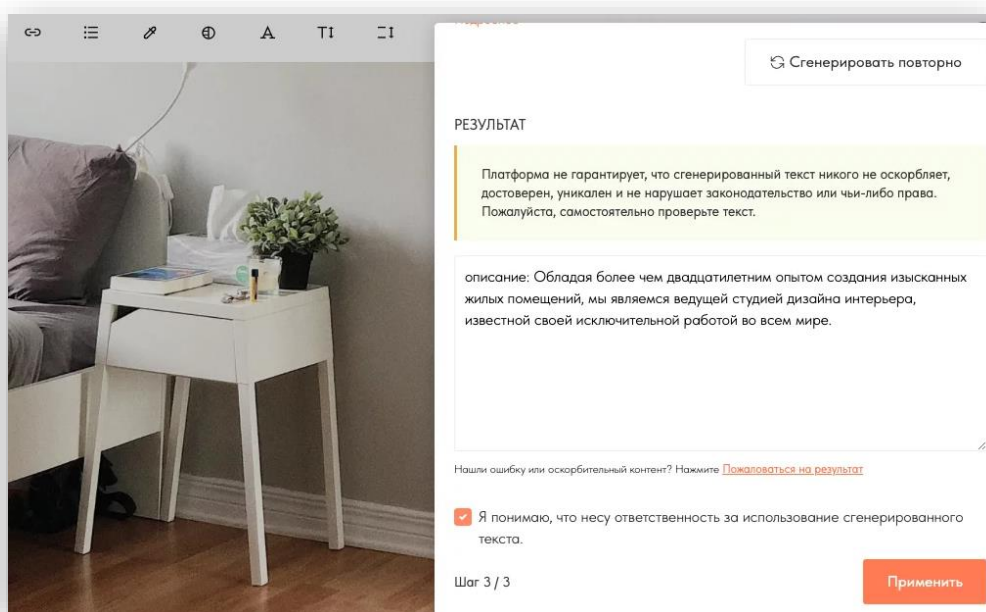 Сгенерировать повторно
РЕЗУЛЬТАТ
Платформа не гарантирует, что сгенерированный текст никого не оскорбляет,
достоверен, уникален и не нарушает законодательство или чьи-либо права.
Пожалуйста, самостоятельно проверьте текст.
описание: Обладая более чем двадцатилетним опытом создания изысканных
жилых помещений, мы являемся ведущей студией дизайна интерьера,
известной своей исключительной работой во всем мире.
Нашли ошибку или оскорбительный контент? Нажмите Пожаловаться на результат
Я понимаю, что несу ответственность за использование сгенерированного
текста.
Шаг 3 / 3
Применить